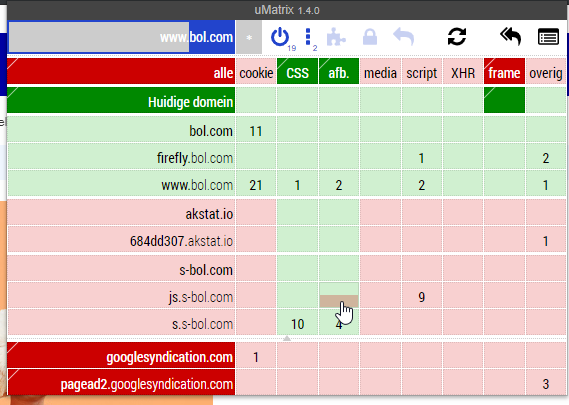 uMatrix 1.4.0
www.bol.com 19 2
alle cookie CSS afb. media script XHR frame overig
Huidige domein
bol.com 11
firefly.bol.com 1 2
www.bol.com 21 1 2 2 1
akstat.io
684dd307.akstat.io 1
s-bol.com
js.s-bol.com 9
s.s-bol.com 10 4
googlesyndication.com 1
pagead2.googlesyndication.com 3